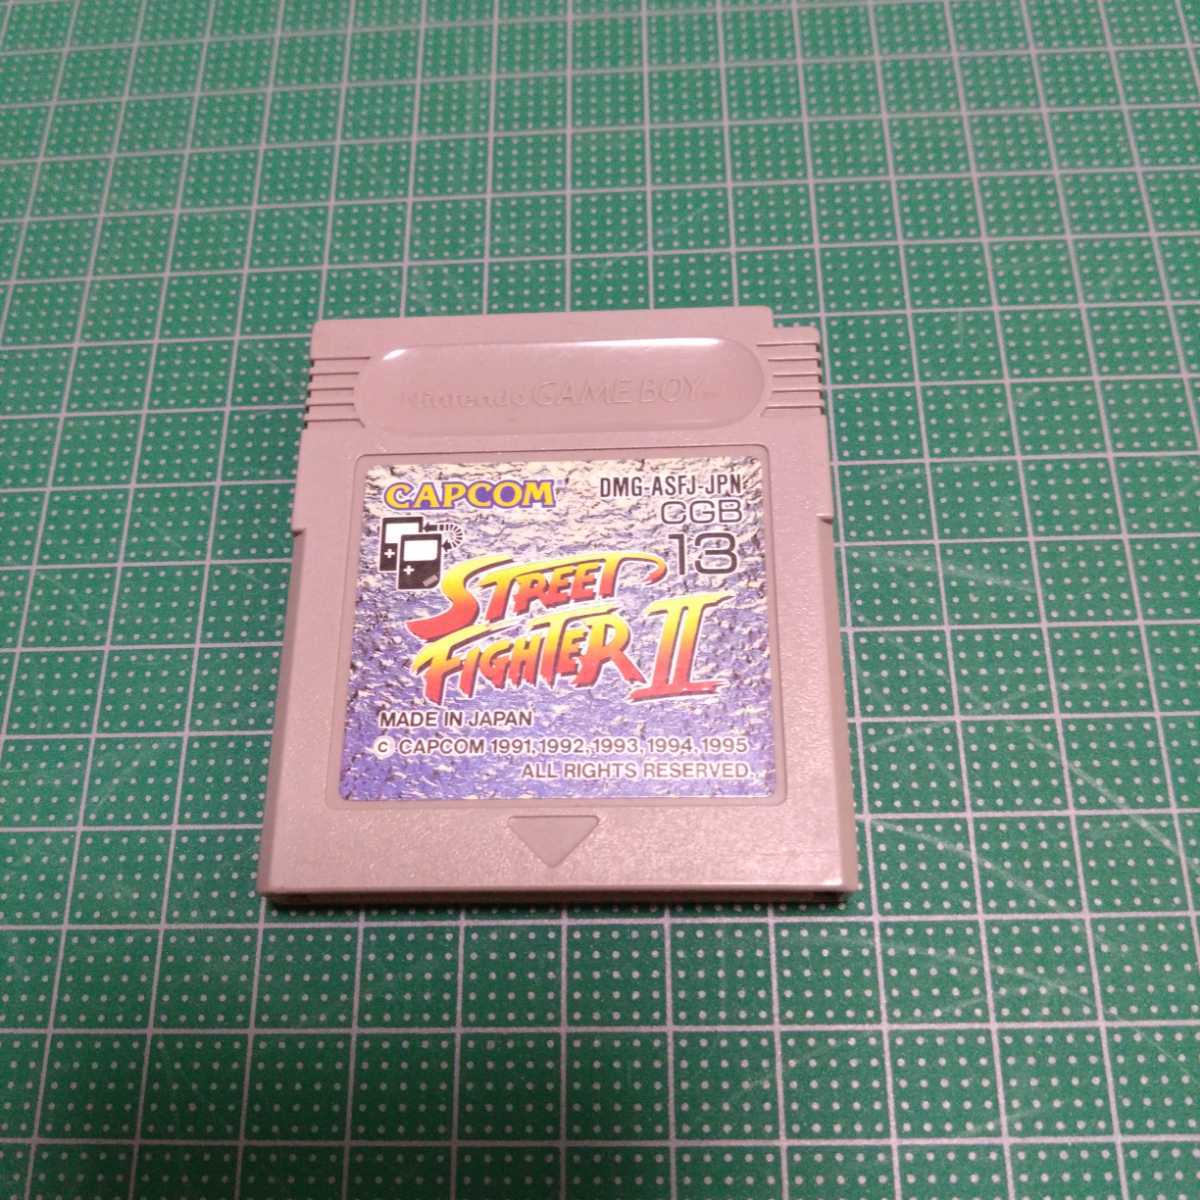 Nintendo GAME BOY TM
CAPCOM
DMG-ASFJ-JPN
CGB
13
STREET
FIGHTER II
MADE IN JAPAN
© CAPCOM 1991,1992,1993,1994,1995
ALL RIGHTS RESERVED.